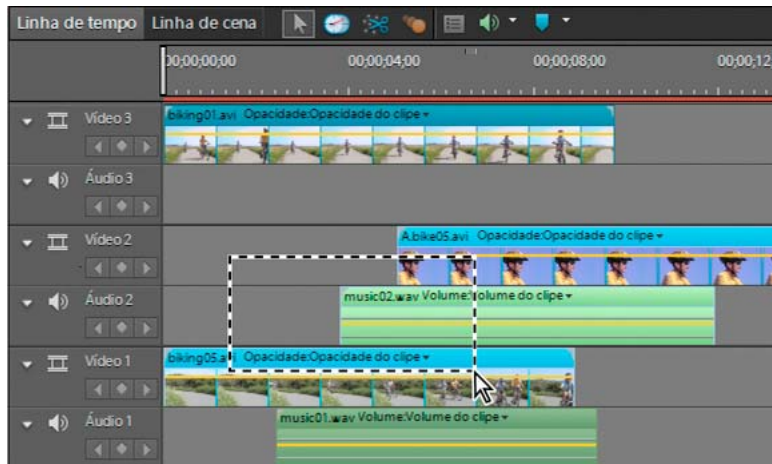 Linha de tempo Linha de cena
00;00;00;00 00;00;04;00 00;00;08;00 00;00;12
Vídeo 3 biking01.avi Opacidade:Opacidade do clipe
Áudio 3
Vídeo 2 A.bike05.avi Opacidade:Opacidade do clipe
Áudio 2 music02.wav Volume:Volume do clipe
Vídeo 1 biking05.avi Opacidade:Opacidade do clipe
Áudio 1 music01.wav Volume:Volume do clipe